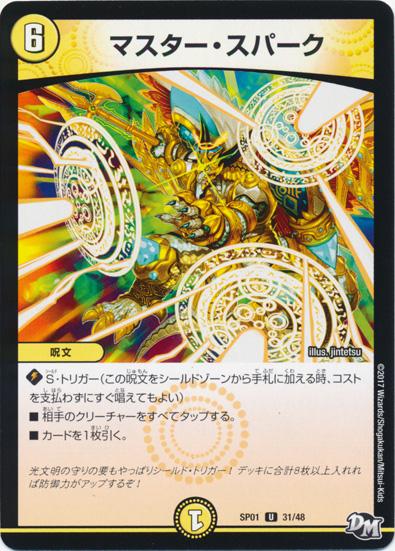 6
マスター・スパーク
illus. jintetsu
呪文
S・トリガー(この呪文をシールドゾーンから手札に加える時、コスト
を支払わずにすぐ唱えてもよい)
■ 相手のクリーチャーをすべてタップする。
■ カードを1枚引く。
光文明の守りの要もやっぱりシールド・トリガー! デッキに合計8枚以上入れれ
ば防御力がアップするぞ!
©2017 Wizards/Shogakukan/Mitsui-Kids
1
SP01 U 31/48
DM